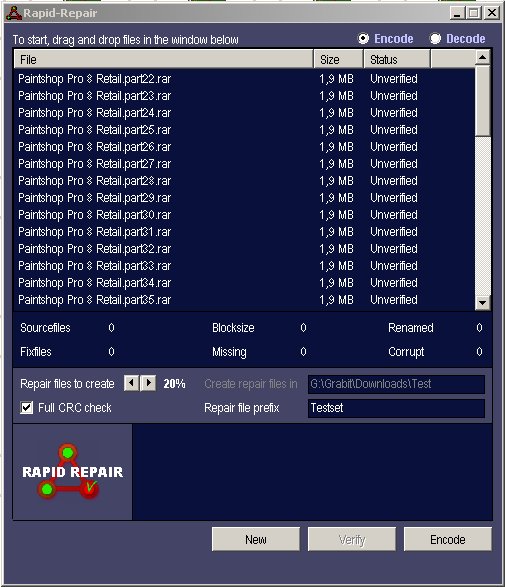 Rapid-Repair
To start, drag and drop files in the window below Encode Decode
File Size Status
Paintshop Pro 8 Retail.part22.rar 1,9 MB Unverified
Paintshop Pro 8 Retail.part23.rar 1,9 MB Unverified
Paintshop Pro 8 Retail.part24.rar 1,9 MB Unverified
Paintshop Pro 8 Retail.part25.rar 1,9 MB Unverified
Paintshop Pro 8 Retail.part26.rar 1,9 MB Unverified
Paintshop Pro 8 Retail.part27.rar 1,9 MB Unverified
Paintshop Pro 8 Retail.part28.rar 1,9 MB Unverified
Paintshop Pro 8 Retail.part29.rar 1,9 MB Unverified
Paintshop Pro 8 Retail.part30.rar 1,9 MB Unverified
Paintshop Pro 8 Retail.part31.rar 1,9 MB Unverified
Paintshop Pro 8 Retail.part32.rar 1,9 MB Unverified
Paintshop Pro 8 Retail.part33.rar 1,9 MB Unverified
Paintshop Pro 8 Retail.part34.rar 1,9 MB Unverified
Paintshop Pro 8 Retail.part35.rar 1,9 MB Unverified
Sourcefiles 0 Blocksize 0 Renamed 0
Fixfiles 0 Missing 0 Corrupt 0
Repair files to create 20% Create repair files in G:\Grabit\Downloads\Test
Full CRC check Repair file prefix Testset
RAPID REPAIR
New Verify Encode